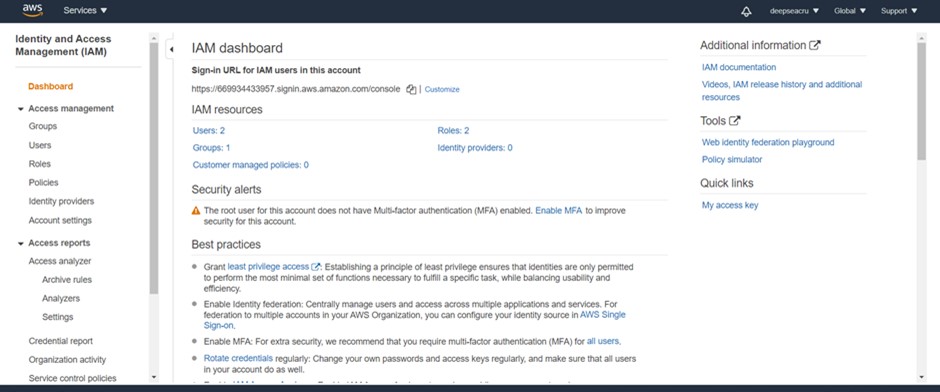 aws
Services
deepseacru
Global
Support
Identity and Access
Management (IAM)
Dashboard
Access management
Groups
Users
Roles
Policies
Identity providers
Account settings
Access reports
Access analyzer
Archive rules
Analyzers
Settings
Credential report
Organization activity
Service control policies
IAM dashboard
Sign-in URL for IAM users in this account
https://669934433957.signin.aws.amazon.com/console | Customize
IAM resources
Users: 2
Roles: 2
Groups: 1
Identity providers: 0
Customer managed policies: 0
Security alerts
The root user for this account does not have Multi-factor authentication (MFA) enabled. Enable MFA to improve
security for this account.
Best practices
Grant least privilege access: Establishing a principle of least privilege ensures that identities are only permitted
to perform the most minimal set of functions necessary to fulfill a specific task, while balancing usability and
efficiency.
Enable Identity federation: Centrally manage users and access across multiple applications and services. For
federation to multiple accounts in your AWS Organization, you can configure your identity source in AWS Single
Sign-on.
Enable MFA: For extra security, we recommend that you require multi-factor authentication (MFA) for all users.
Rotate credentials regularly: Change your own passwords and access keys regularly, and make sure that all users
in your account do as well.
Additional information
IAM documentation
Videos, IAM release history and additional
resources
Tools
Web identity federation playground
Policy simulator
Quick links
My access key